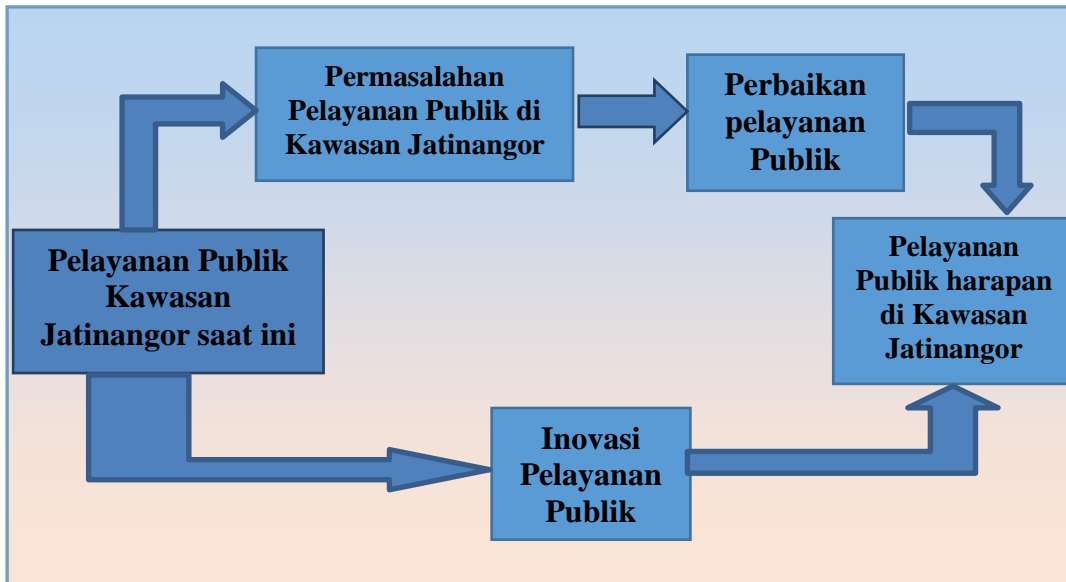 Permasalahan
Pelayanan Publik di
Kawasan Jatinangor
Perbaikan
pelayanan
Publik
Pelayanan Publik
Kawasan
Jatinangor saat ini
Pelayanan
Publik harapan
di Kawasan
Jatinangor
Inovasi
Pelayanan
Publik